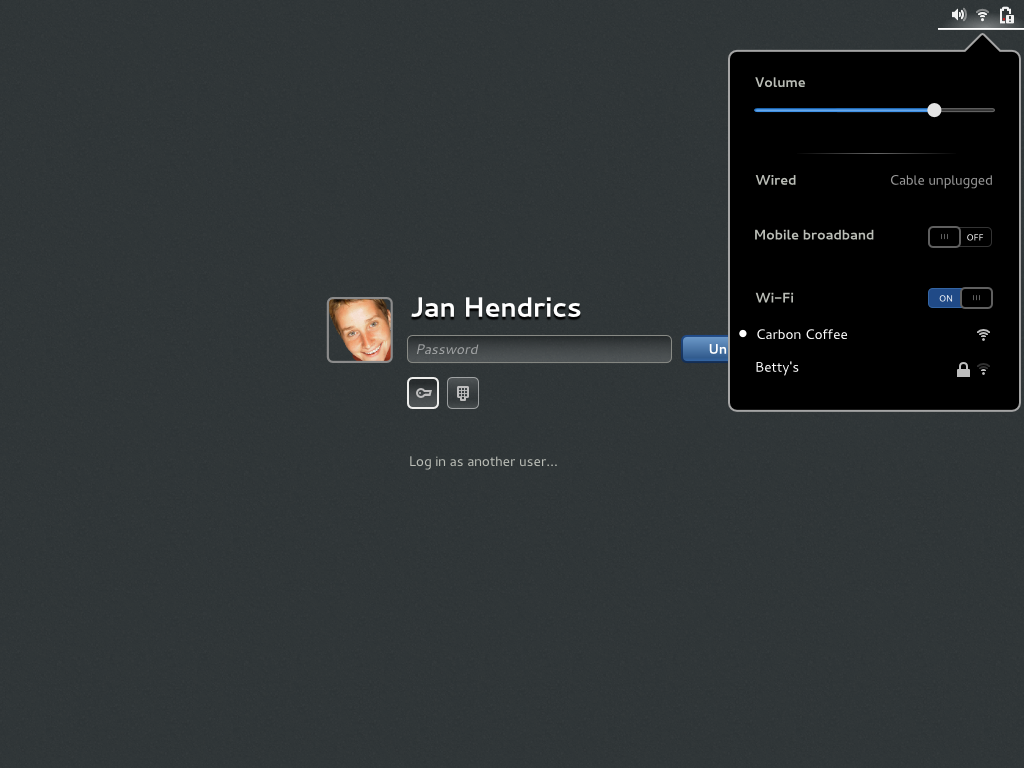 Volume
Wired Cable unplugged
Mobile broadband OFF
Wi-Fi ON
Carbon Coffee
Betty's
Jan Hendrics
Password Un
Log in as another user...